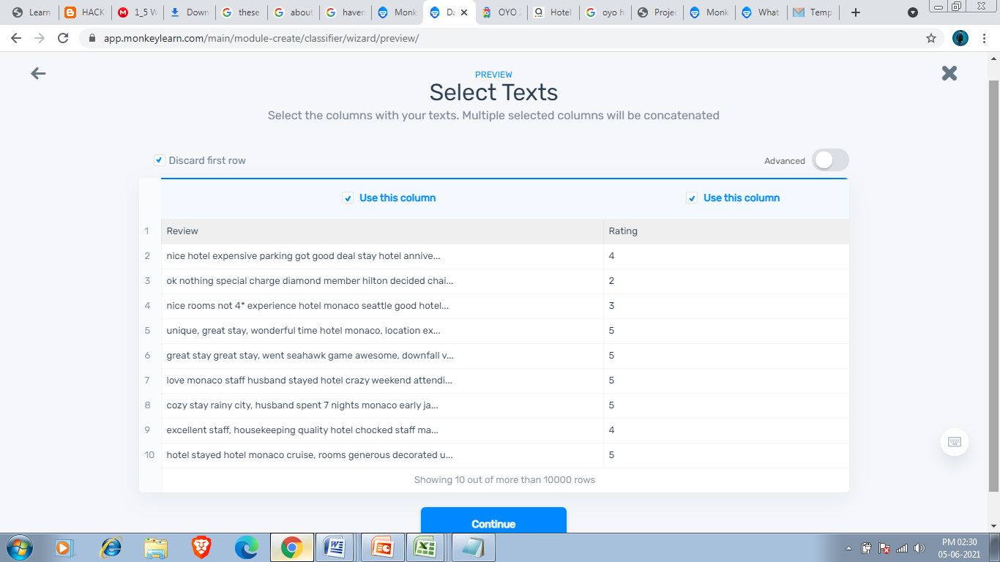 Learn
HACK
1_5 W
Down
these
about
haven
Monk
Da
OYO 2
Hotel
oyo h
Projec
Monk
What
Temp
app.monkeylearn.com/main/module-create/classifier/wizard/preview/
PREVIEW
Select Texts
Select the columns with your texts. Multiple selected columns will be concatenated
Discard first row
Advanced
Use this column Use this column
1 Review Rating
2 nice hotel expensive parking got good deal stay hotel annive... 4
3 ok nothing special charge diamond member hilton decided chai... 2
4 nice rooms not 4* experience hotel monaco seattle good hotel... 3
5 unique, great stay, wonderful time hotel monaco, location ex... 5
6 great stay great stay, went seahawk game awesome, downfall v... 5
7 love monaco staff husband stayed hotel crazy weekend attendi... 5
8 cozy stay rainy city, husband spent 7 nights monaco early ja... 5
9 excellent staff, housekeeping quality hotel chocked staff ma... 4
10 hotel stayed hotel monaco cruise, rooms generous decorated u... 5
Showing 10 out of more than 10000 rows
Continue
PM 02:30
05-06-2021